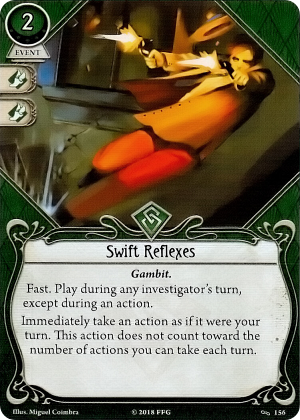 2
EVENT
Swift Reflexes
Gambit.
Fast. Play during any investigator's turn,
except during an action.
Immediately take an action as if it were your
turn. This action does not count toward the
number of actions you can take each turn.
Illus. Miguel Coimbra
© 2018 FFG
156